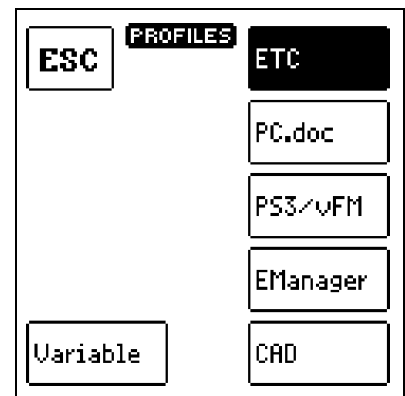 PROFILES
ESC
ETC
PC.doc
PS3/vFM
EManager
Variable
CAD